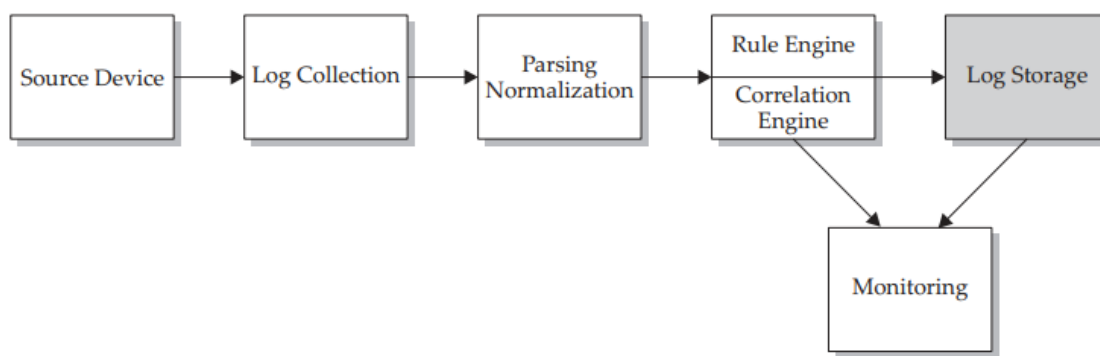 Source Device
Log Collection
Parsing
Normalization
Rule Engine
Correlation
Engine
Log Storage
Monitoring